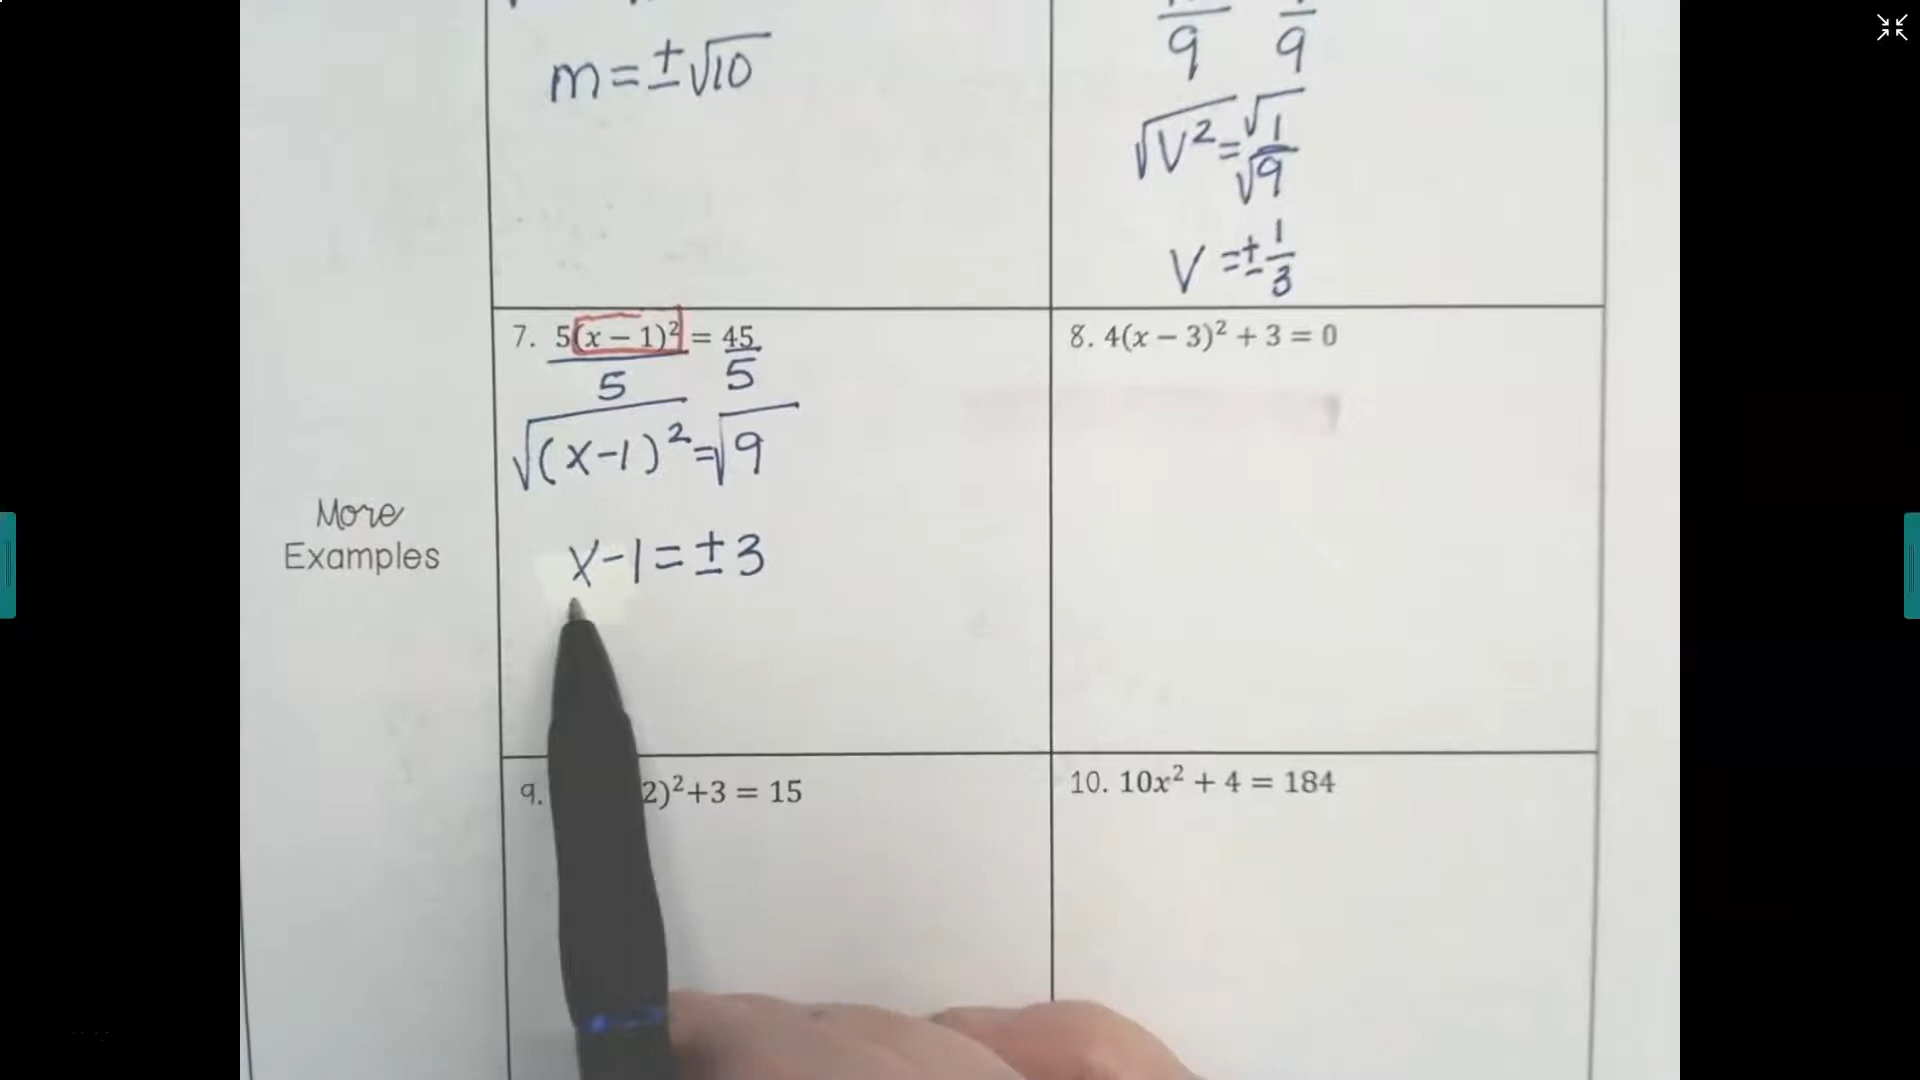 m = ±√10
9 9
√V² = √1/√9
V = ± 1/3
7. 5(x − 1)² = 45
5 5
√(x-1)² = √9
x-1 = ± 3
8. 4(x − 3)² + 3 = 0
More
Examples
9. 2)²+3 = 15
10. 10x² + 4 = 184